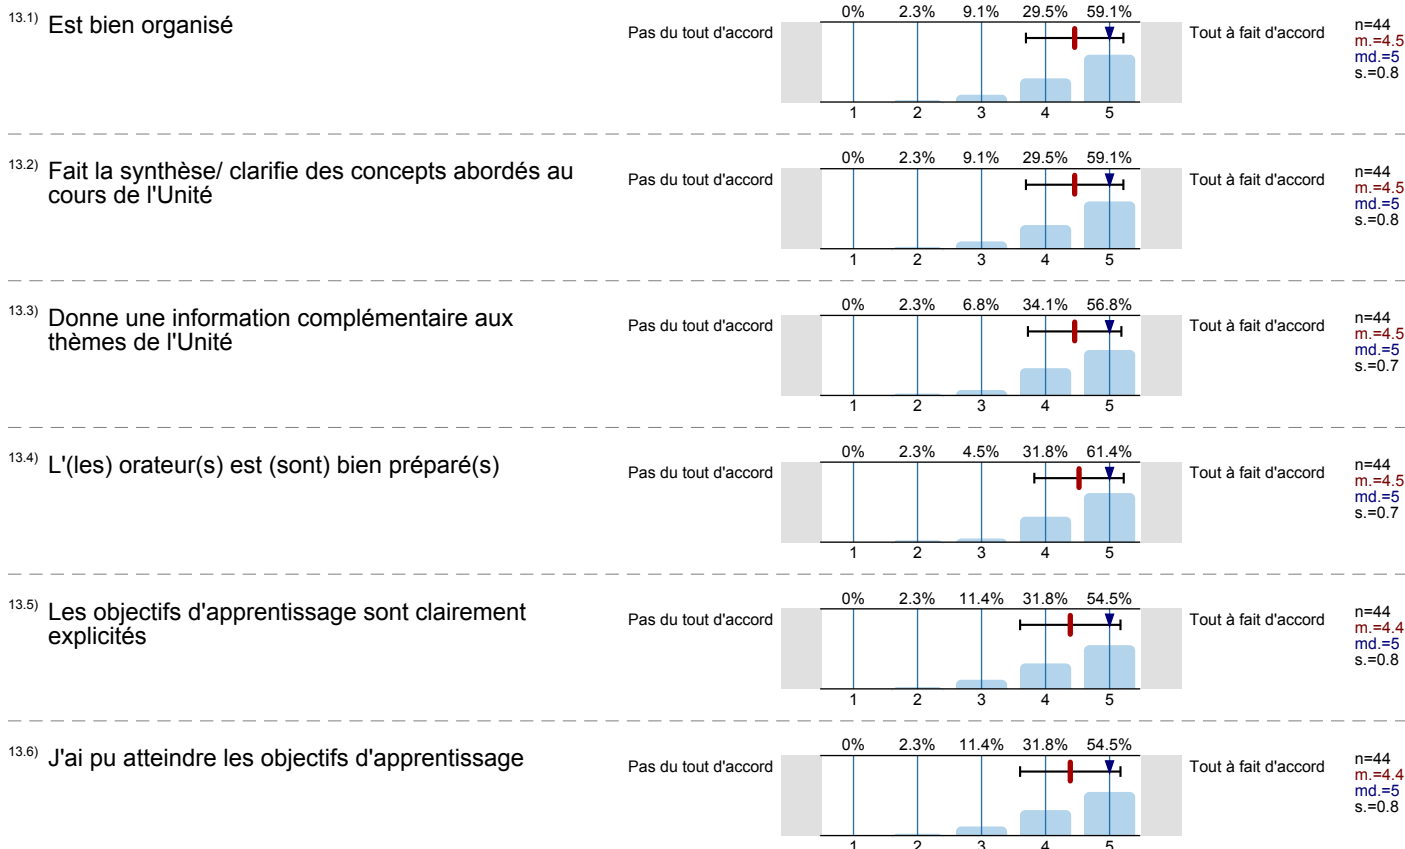 13.1) Est bien organisé
Pas du tout d'accord
0% 2.3% 9.1% 29.5% 59.1%
1 2 3 4 5
Tout à fait d'accord
n=44
m.=4.5
md.=5
s.=0.8
13.2) Fait la synthèse/ clarifie des concepts abordés au
cours de l'Unité
Pas du tout d'accord
0% 2.3% 9.1% 29.5% 59.1%
1 2 3 4 5
Tout à fait d'accord
n=44
m.=4.5
md.=5
s.=0.8
13.3) Donne une information complémentaire aux
thèmes de l'Unité
Pas du tout d'accord
0% 2.3% 6.8% 34.1% 56.8%
1 2 3 4 5
Tout à fait d'accord
n=44
m.=4.5
md.=5
s.=0.7
13.4) L'(les) orateur(s) est (sont) bien préparé(s)
Pas du tout d'accord
0% 2.3% 4.5% 31.8% 61.4%
1 2 3 4 5
Tout à fait d'accord
n=44
m.=4.5
md.=5
s.=0.7
13.5) Les objectifs d'apprentissage sont clairement
explicités
Pas du tout d'accord
0% 2.3% 11.4% 31.8% 54.5%
1 2 3 4 5
Tout à fait d'accord
n=44
m.=4.4
md.=5
s.=0.8
13.6) J'ai pu atteindre les objectifs d'apprentissage
Pas du tout d'accord
0% 2.3% 11.4% 31.8% 54.5%
1 2 3 4 5
Tout à fait d'accord
n=44
m.=4.4
md.=5
s.=0.8